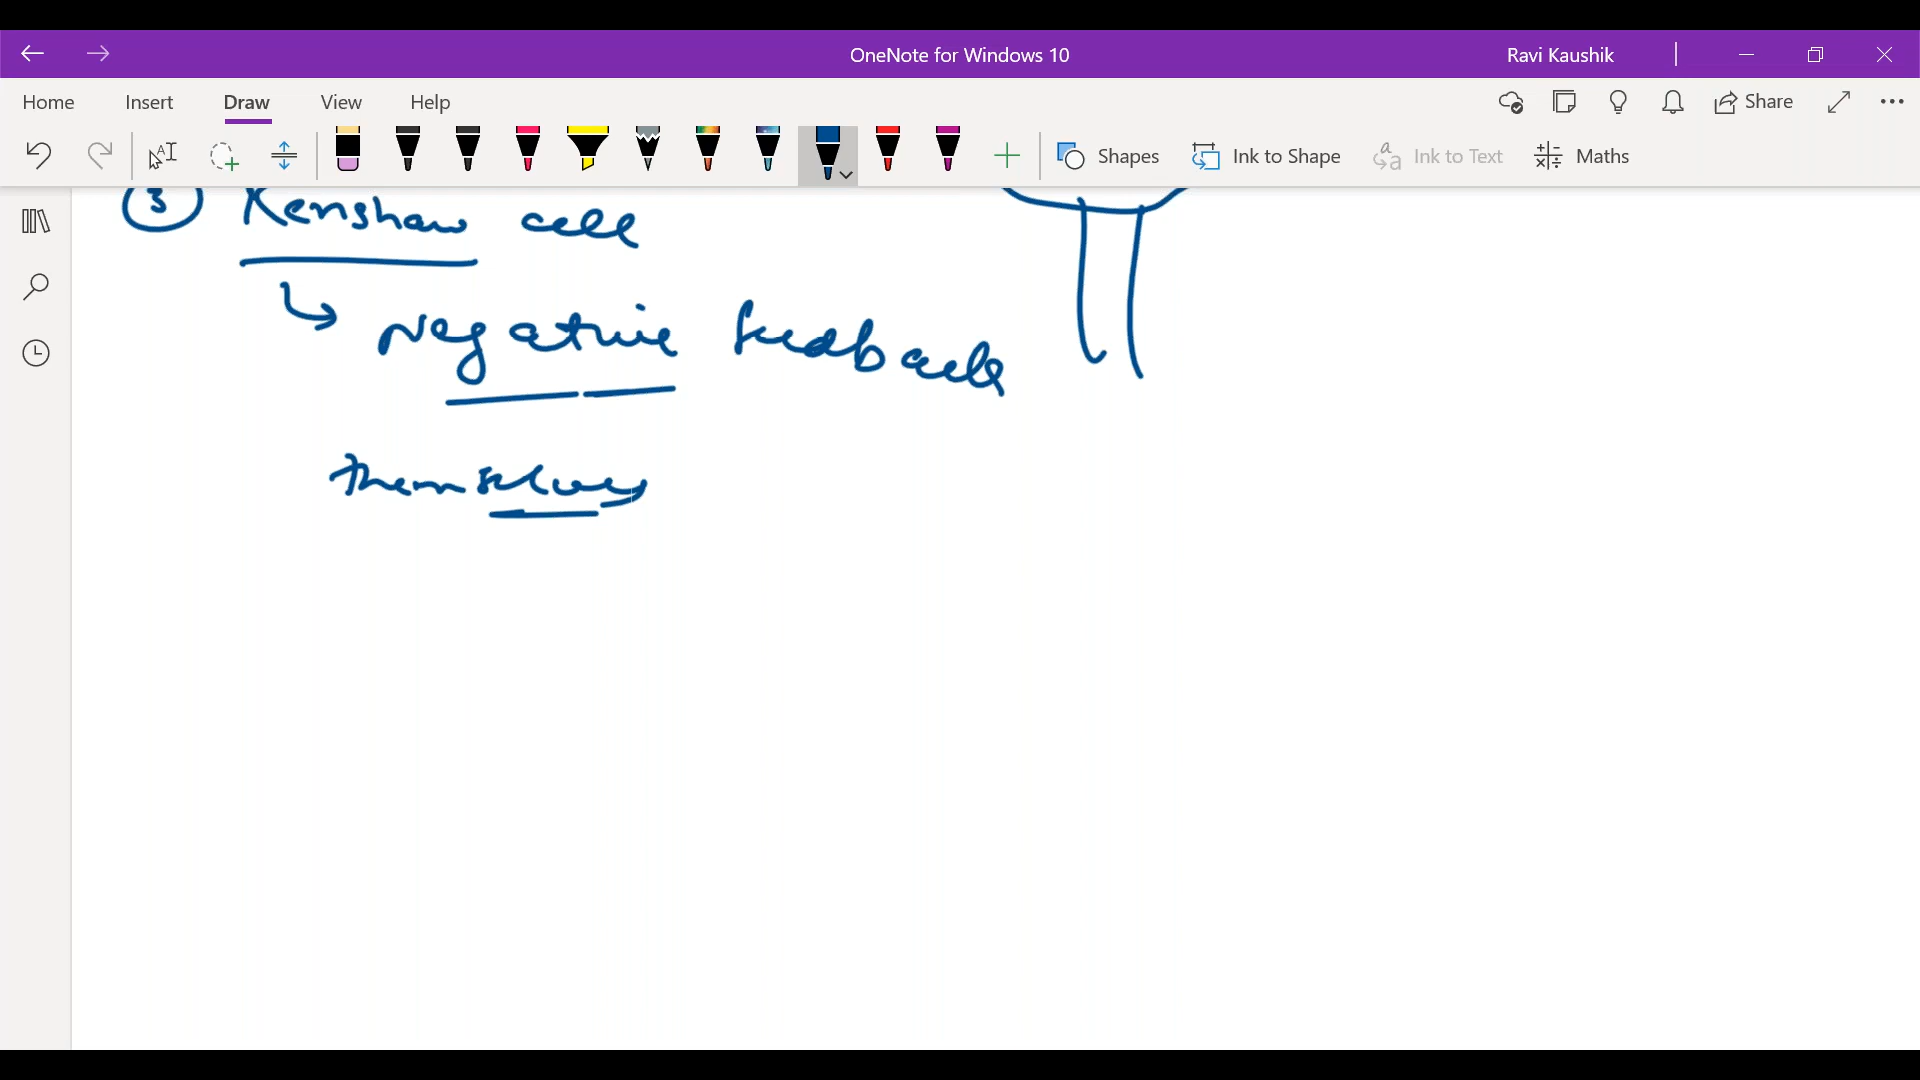 OneNote for Windows 10 Ravi Kaushik
Home Insert Draw View Help Share
Shapes Ink to Shape Ink to Text Maths
3 Renshaw cell
Negative feedback
themselves